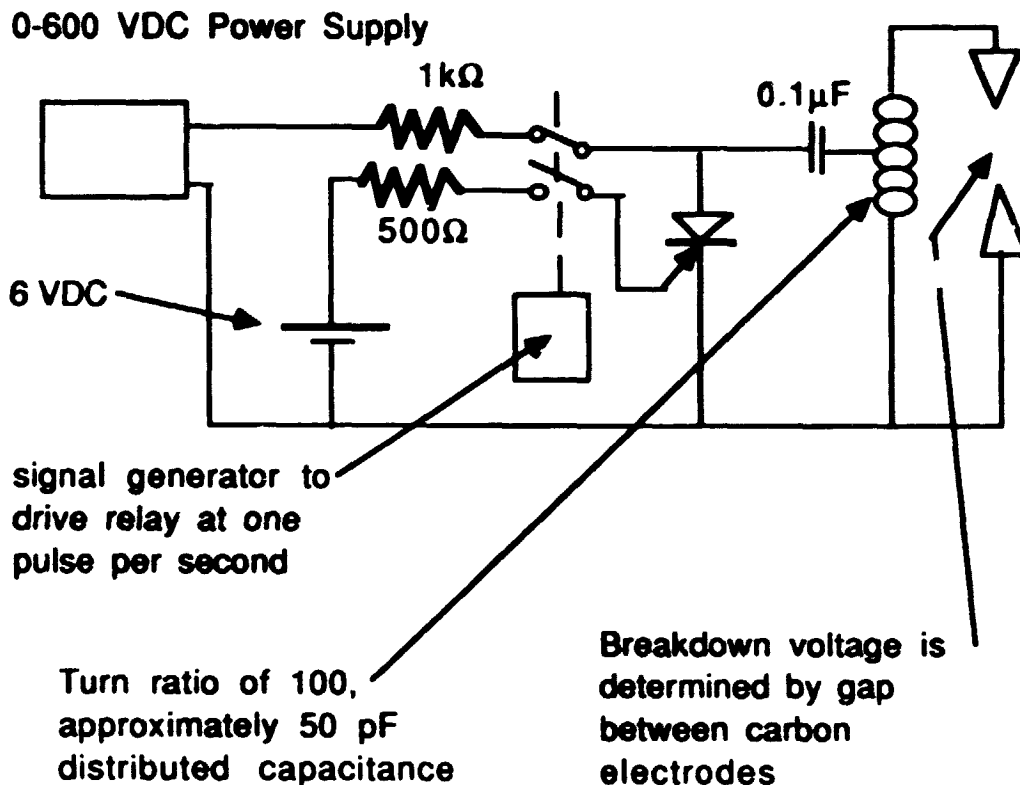 0-600 VDC Power Supply
1kΩ
0.1μF
500Ω
6 VDC
signal generator to
drive relay at one
pulse per second
Turn ratio of 100,
approximately 50 pF
distributed capacitance
Breakdown voltage is
determined by gap
between carbon
electrodes